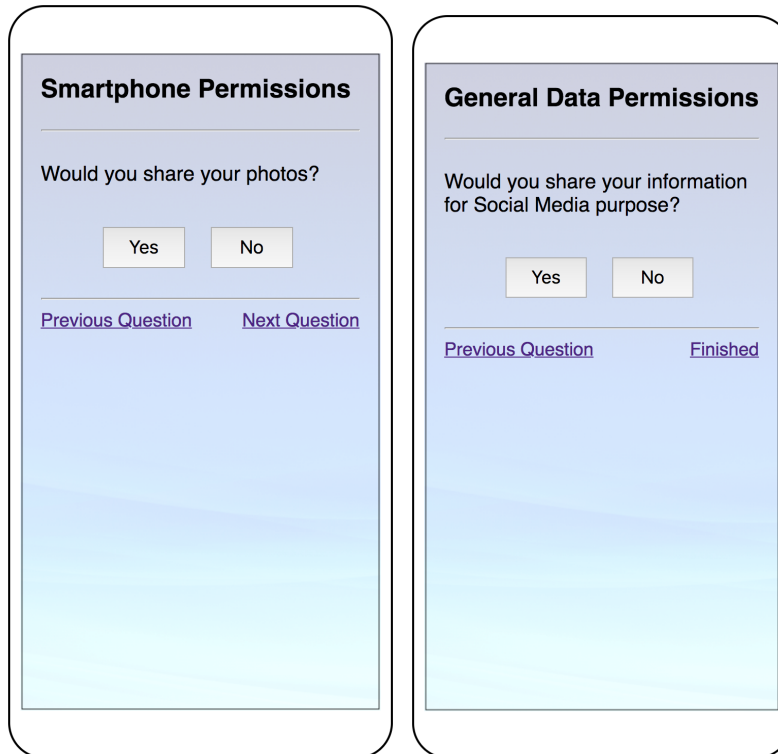 Smartphone Permissions
Would you share your photos?
Yes No
Previous Question Next Question
General Data Permissions
Would you share your information
for Social Media purpose?
Yes No
Previous Question Finished